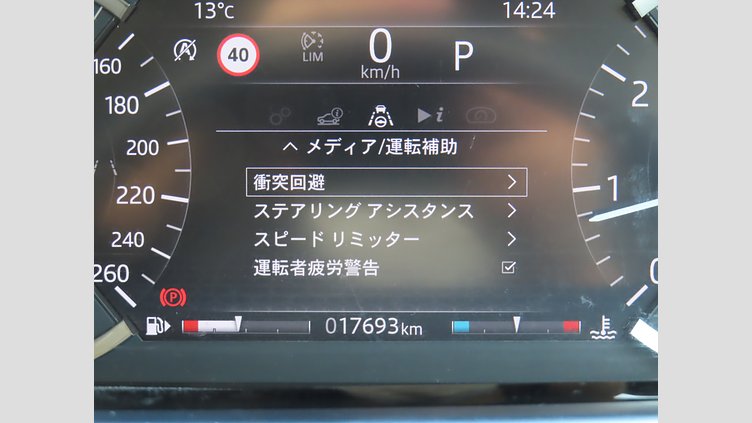 13°C 14:24
40 LIM 0 km/h P
160
180
200
220
240
260
2
1
0
メディア/運転補助
衝突回避
ステアリング アシスタンス
スピード リミッター
運転者疲労警告
P
017693km